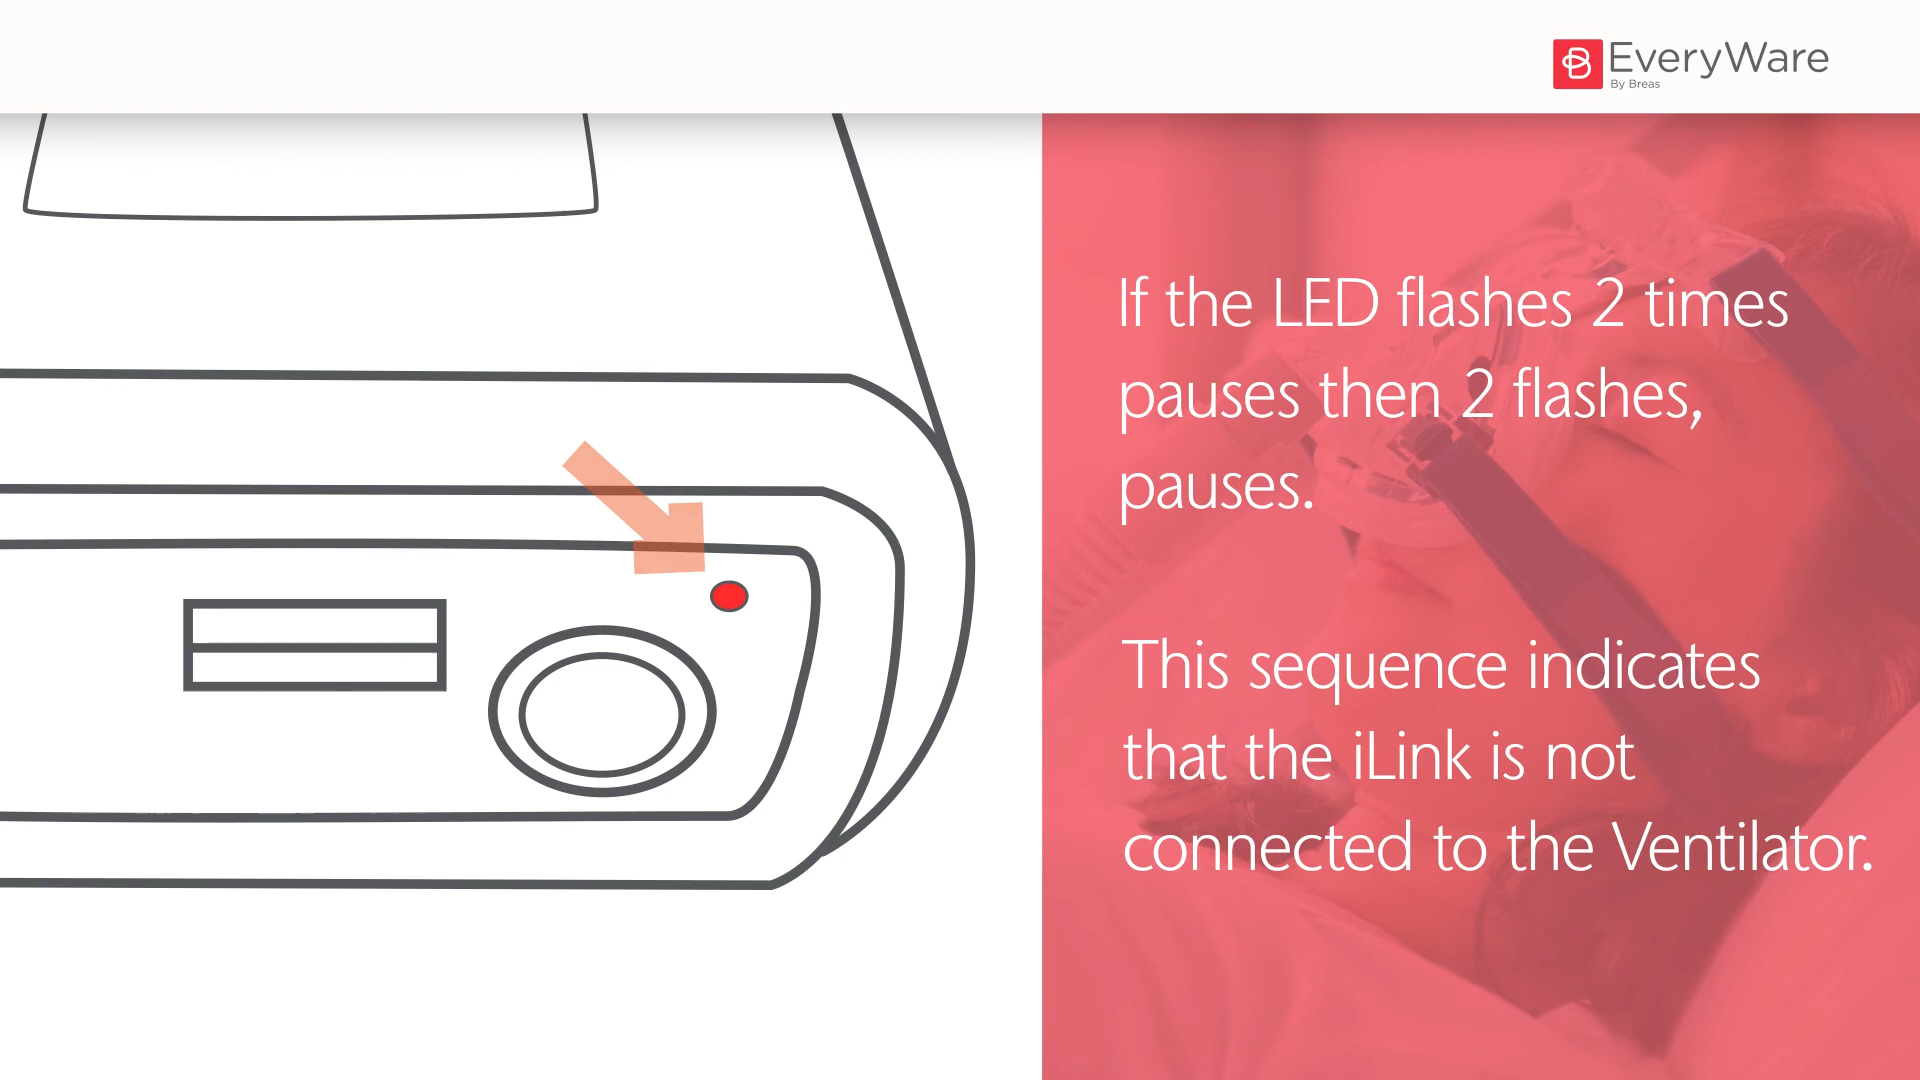 EveryWare
By Breas
If the LED flashes 2 times
pauses then 2 flashes,
pauses.
This sequence indicates
that the iLink is not
connected to the Ventilator.